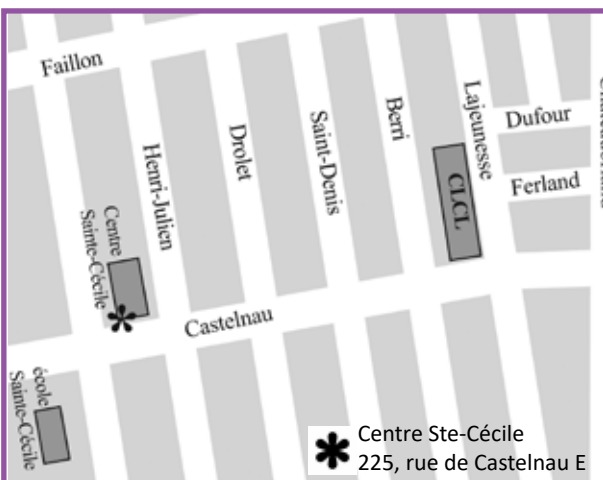 Faillon
Henri-Julien
Drolet
Saint-Denis
Berri
Lajeunesse
Dufour
Ferland
CLCL
Centre
Sainte-Cécile
Castelnau
école
Sainte-Cécile
Centre Ste-Cécile
225, rue de Castelnau E